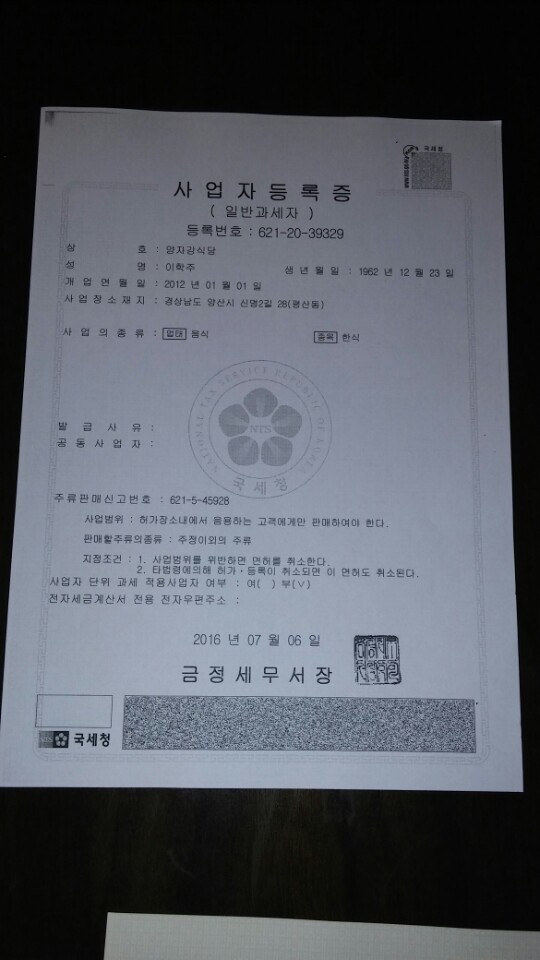 국세청
사업자등록증
( 일반과세자 )
등록번호 : 621-20-39329
상 호 : 양자강식당
성 명 : 이학주 생 년 월 일 : 1962 년 12 월 23 일
개 업 연 월 일 : 2012 년 01 월 01 일
사 업 장 소 재 지 : 경상남도 양산시 신명2길 28(평산동)
사 업 의 종 류 : 업태 음식 종목 한식
NATIONAL TAX SERVICE REPUBLIC OF KOREA
NTS
국세청
발 급 사 유 :
공 동 사 업 자 :
주류판매신고번호 : 621-5-45928
사업범위 : 허가장소내에서 음용하는 고객에게만 판매하여야 한다.
판매할주류의종류 : 주정이외의 주류
지정조건 : 1. 사업범위를 위반하면 면허를 취소한다.
2. 타법령에의해 허가·등록이 취소되면 이 면허도 취소된다.
사업자 단위 과세 적용사업자 여부 : 여( ) 부(∨)
전자세금계산서 전용 전자우편주소 :
2016 년 07 월 06 일
금정세무서장
NTS 국세청